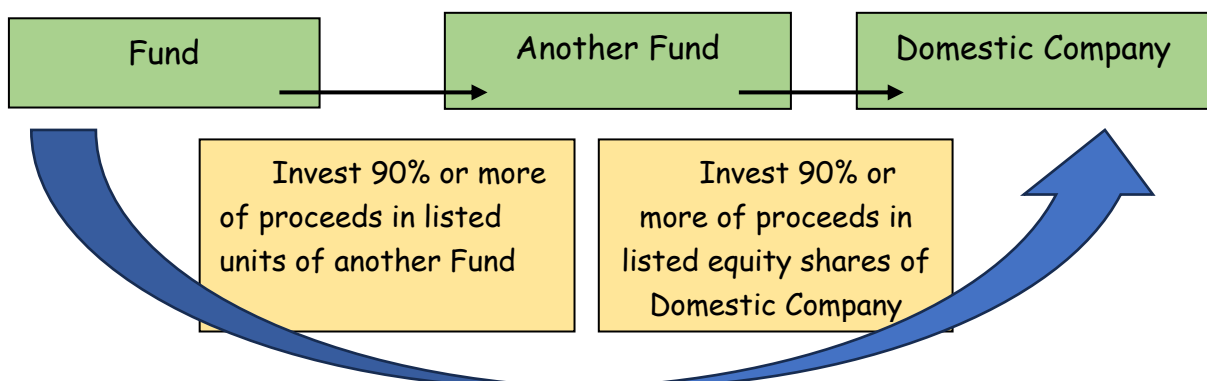 Fund
Another Fund
Domestic Company
Invest 90% or more
of proceeds in listed
units of another Fund
Invest 90% or
more of proceeds in
listed equity shares of
Domestic Company